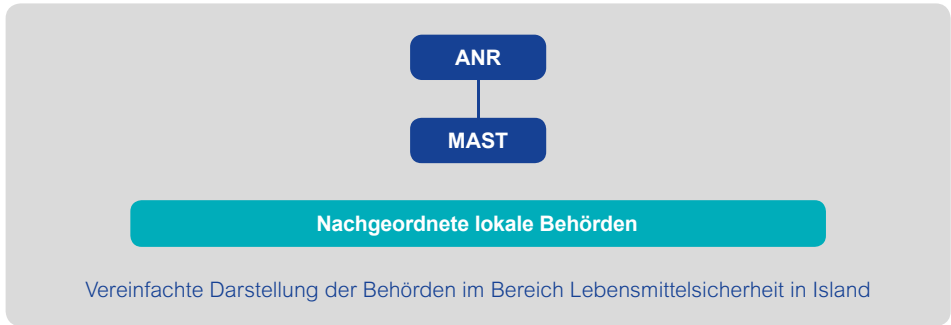 ANR
MAST
Nachgeordnete lokale Behörden
Vereinfachte Darstellung der Behörden im Bereich Lebensmittelsicherheit in Island